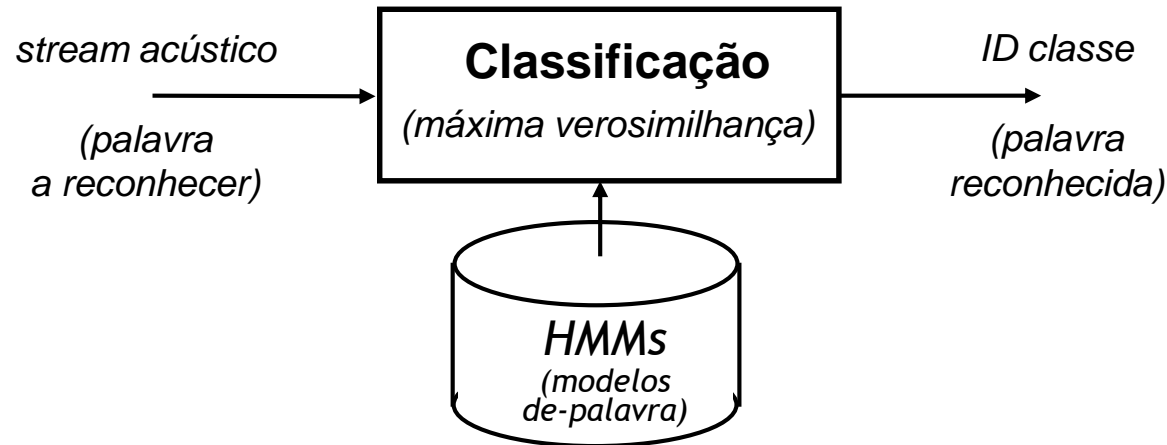 stream acústico
(palavra
a reconhecer)
Classificação
(máxima verosimilhança)
ID classe
(palavra
reconhecida)
HMMs
(modelos
de-palavra)